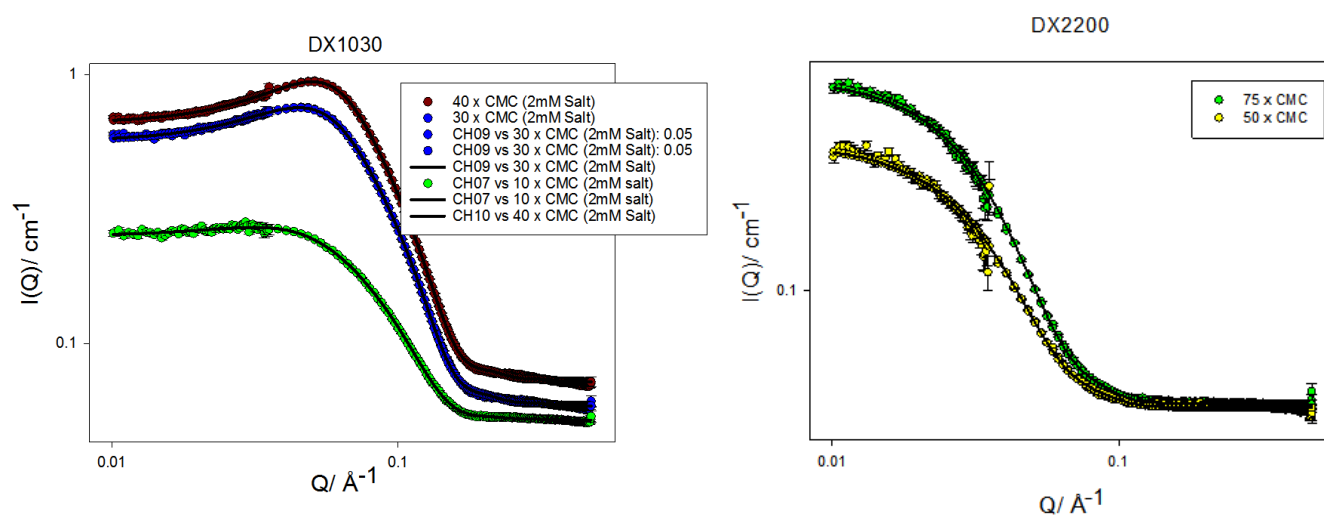 DX1030
1
0.1
I(Q)/ cm-1
0.01
0.1
Q/ Å-1
40 x CMC (2mM Salt)
30 x CMC (2mM Salt)
CH09 vs 30 x CMC (2mM Salt): 0.05
CH09 vs 30 x CMC (2mM Salt): 0.05
CH09 vs 30 x CMC (2mM Salt)
CH07 vs 10 x CMC (2mM salt)
CH07 vs 10 x CMC (2mM salt)
CH10 vs 40 x CMC (2mM Salt)
DX2200
0.1
I(Q)/ cm-1
0.01
0.1
Q/ Å-1
75 x CMC
50 x CMC